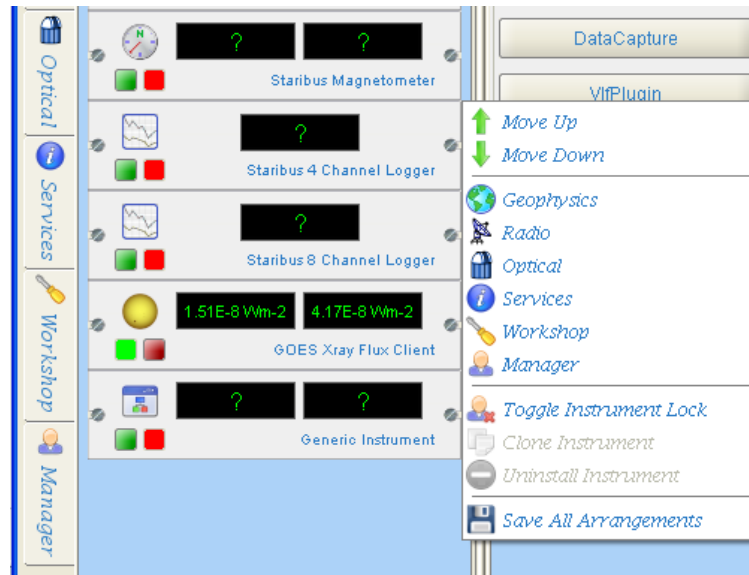 Optical
Services
Workshop
Manager
N
? ?
Staribus Magnetometer
?
Staribus 4 Channel Logger
?
Staribus 8 Channel Logger
1.51E-8 Wm-2 4.17E-8 Wm-2
GOES Xray Flux Client
? ?
Generic Instrument
DataCapture
VlfPlugin
Move Up
Move Down
Geophysics
Radio
Optical
Services
Workshop
Manager
Toggle Instrument Lock
Clone Instrument
Uninstall Instrument
Save All Arrangements